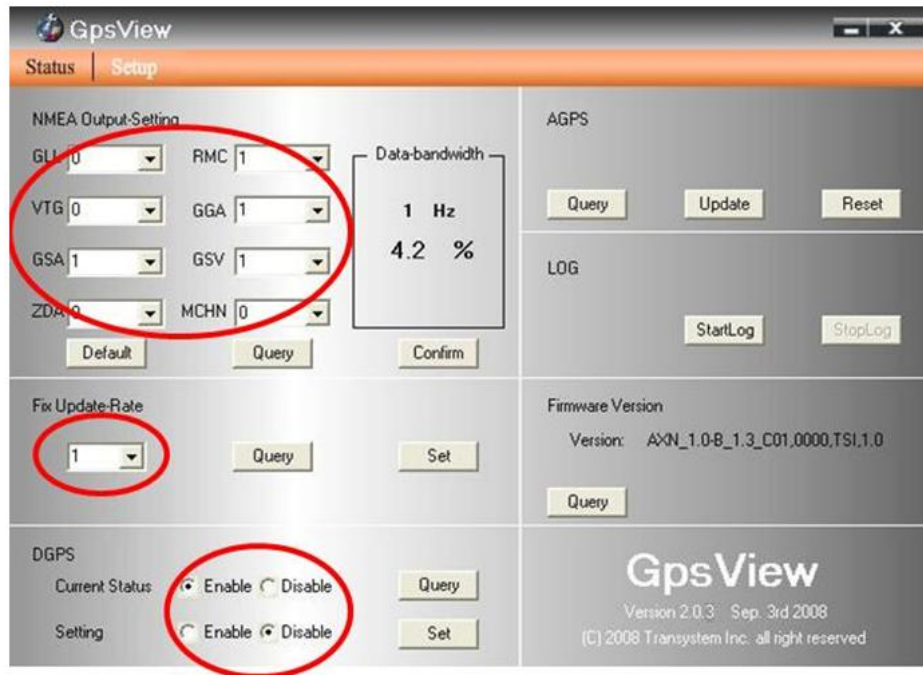 GpsView
Status | Setup
NMEA Output-Setting
GLL 0 RMC 1
VTG 0 GGA 1
GSA 1 GSV 1
ZDA 0 MCHN 0
Default Query Confirm
Data-bandwidth
1 Hz
4.2 %
AGPS
Query Update Reset
LOG
StartLog StopLog
Fix Update-Rate
1 Query Set
Firmware Version
Version: AXN_1.0-B_1.3_C01,0000,TSI,1.0
Query
DGPS
Current Status Enable Disable Query
Setting Enable Disable Set
GpsView
Version 2.0.3 Sep. 3rd 2008
(C) 2008 Transystem Inc. all right reserved